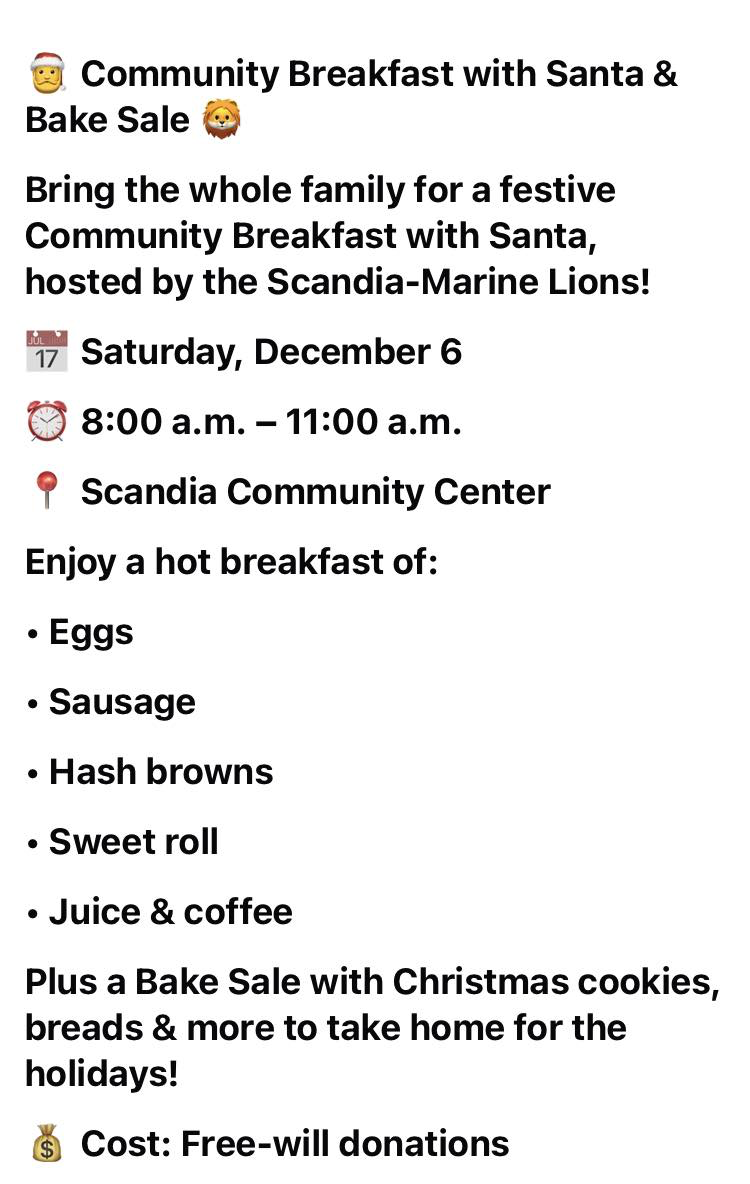 🎅 Community Breakfast with Santa &
Bake Sale 🦁
Bring the whole family for a festive
Community Breakfast with Santa,
hosted by the Scandia-Marine Lions!
📅 Saturday, December 6
⏰ 8:00 a.m. – 11:00 a.m.
📍 Scandia Community Center
Enjoy a hot breakfast of:
• Eggs
• Sausage
• Hash browns
• Sweet roll
• Juice & coffee
Plus a Bake Sale with Christmas cookies,
breads & more to take home for the
holidays!
💰 Cost: Free-will donations